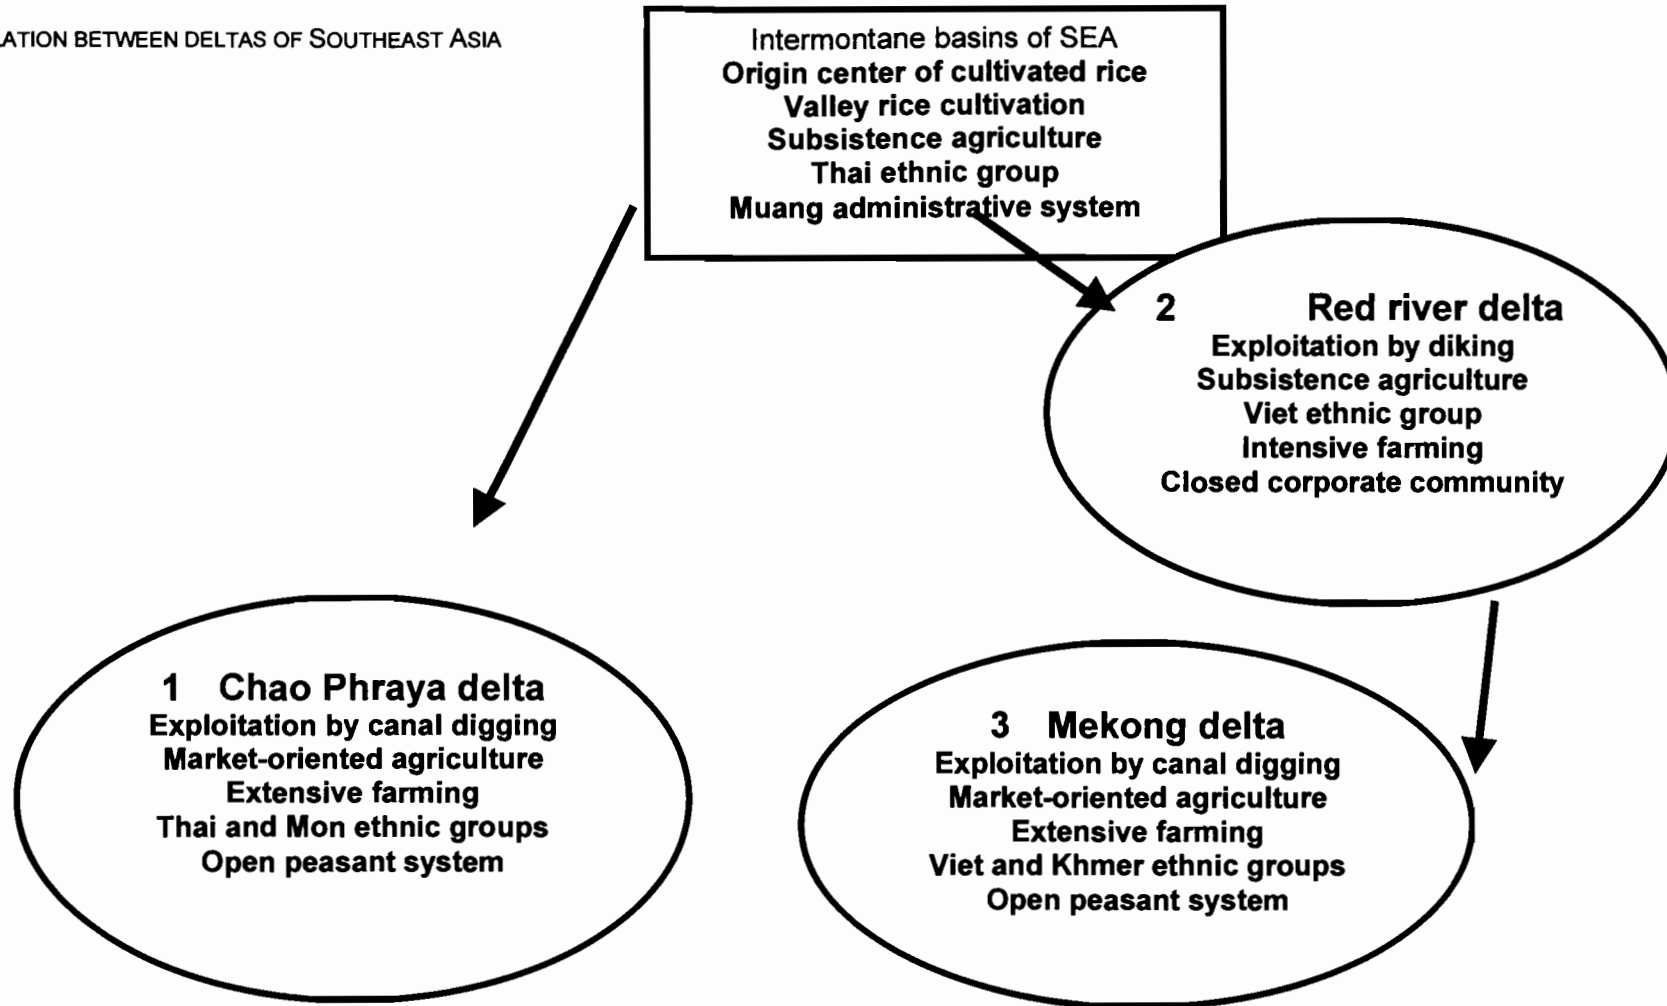 LATION BETWEEN DELTAS OF SOUTHEAST ASIA
Intermontane basins of SEA
Origin center of cultivated rice
Valley rice cultivation
Subsistence agriculture
Thai ethnic group
Muang administrative system
2 Red river delta
Exploitation by diking
Subsistence agriculture
Viet ethnic group
Intensive farming
Closed corporate community
1 Chao Phraya delta
Exploitation by canal digging
Market-oriented agriculture
Extensive farming
Thai and Mon ethnic groups
Open peasant system
3 Mekong delta
Exploitation by canal digging
Market-oriented agriculture
Extensive farming
Viet and Khmer ethnic groups
Open peasant system